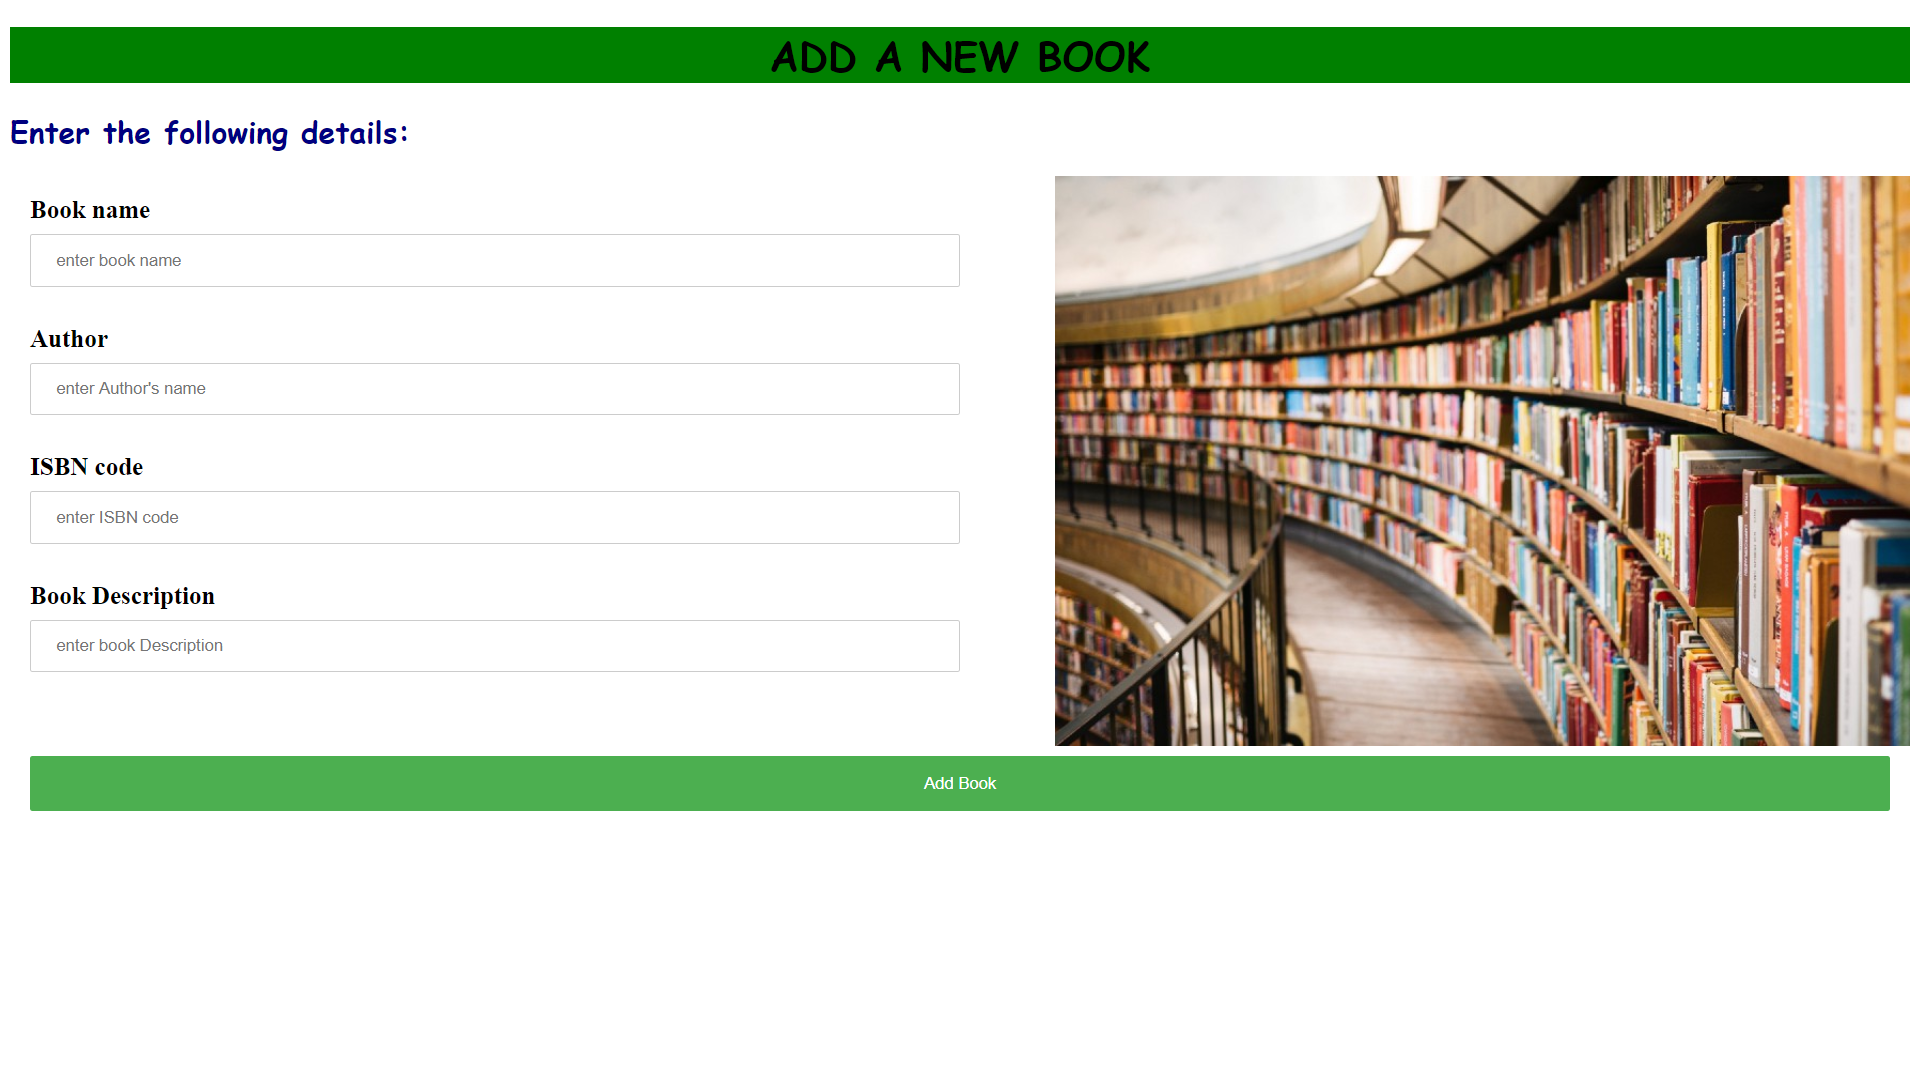 ADD A NEW BOOK
Enter the following details:
Book name
enter book name
Author
enter Author's name
ISBN code
enter ISBN code
Book Description
enter book Description
Add Book